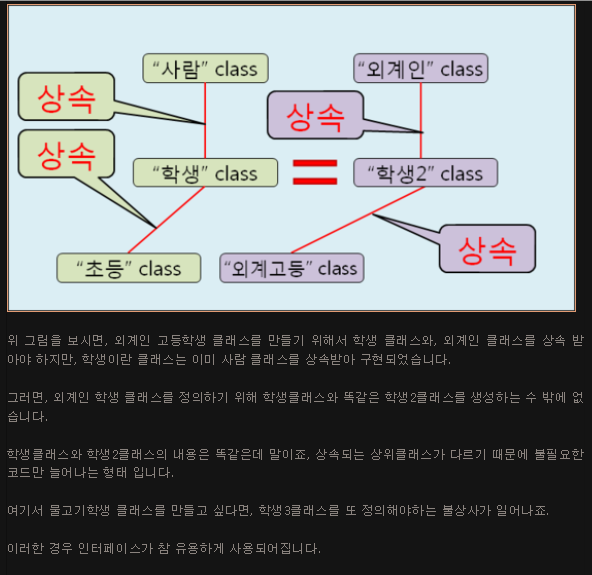 “사람” class
“외계인” class
상속
상속
상속
“학생” class
=
“학생2” class
상속
“초등” class
“외계고등” class
위 그림을 보시면, 외계인 고등학생 클래스를 만들기 위해서 학생 클래스와, 외계인 클래스를 상속 받
아야 하지만, 학생이란 클래스는 이미 사람 클래스를 상속받아 구현되었습니다.
그러면, 외계인 학생 클래스를 정의하기 위해 학생클래스와 똑같은 학생2클래스를 생성하는 수 밖에 없
습니다.
학생클래스와 학생2클래스의 내용은 똑같은데 말이죠, 상속되는 상위클래스가 다르기 때문에 불필요한
코드만 늘어나는 형태 입니다.
여기서 물고기학생 클래스를 만들고 싶다면, 학생3클래스를 또 정의해야하는 불상사가 일어나죠.
이러한 경우 인터페이스가 참 유용하게 사용되어집니다.